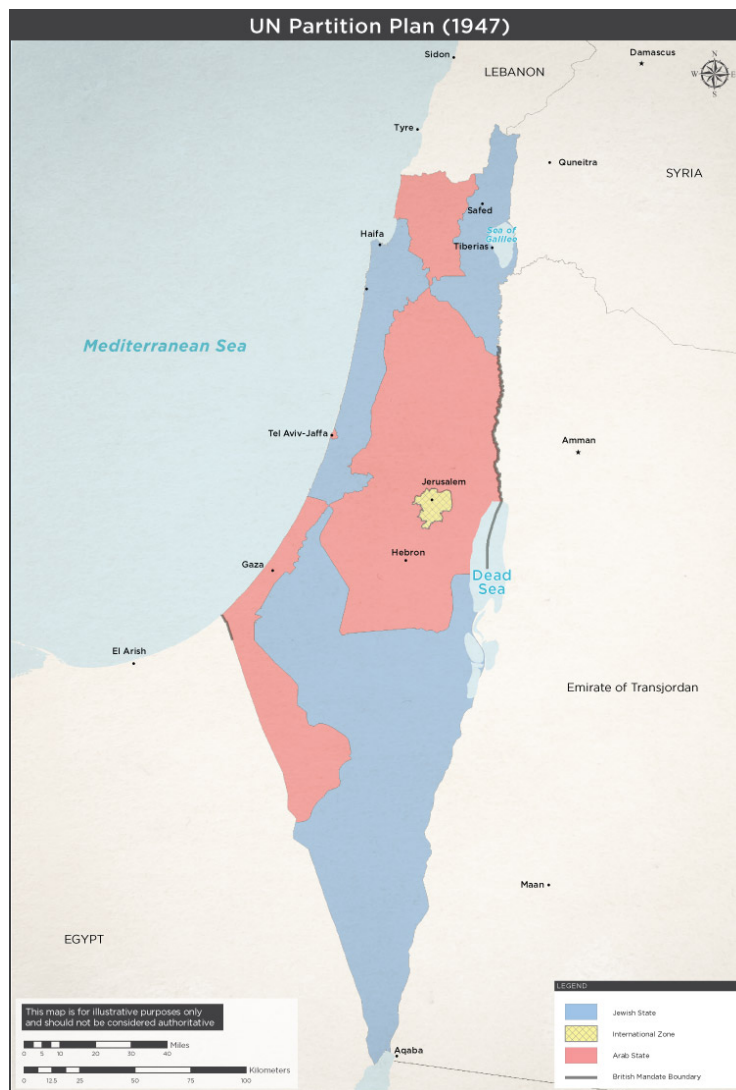 UN Partition Plan (1947)
Sidon
Damascus
LEBANON
N
W
E
S
Tyre
Quneitra
SYRIA
Safed
Sea of
Galilee
Haifa
Tiberias
Mediterranean Sea
Tel Aviv-Jaffa
Amman
Jerusalem
Hebron
Gaza
Dead
Sea
El Arish
Emirate of Transjordan
Maan
EGYPT
LEGEND
Jewish State
International Zone
Arab State
British Mandate Boundary
This map is for illustrative purposes only
and should not be considered authoritative
Miles
0 5 10 20 30 40
Kilometers
0 12.5 25 50 75 100
Aqaba